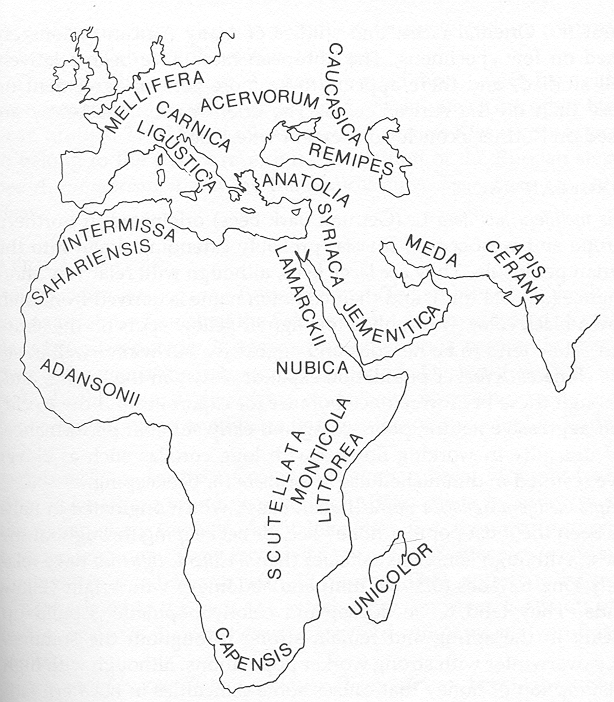 MELLIFERA
ACERVORUM
CAUCASICA
CARNICA
LIGUSTICA
REMIPES
ANATOLIA
INTERMISSA
SAHARIENSIS
SYRIACA
LAMARCKII
MEDA
APIS
CERANA
JEMENITICA
ADANSONII
NUBICA
SCUTELLATA
MONTICOLA
LITTOREA
UNICOLOR
CAPENSIS